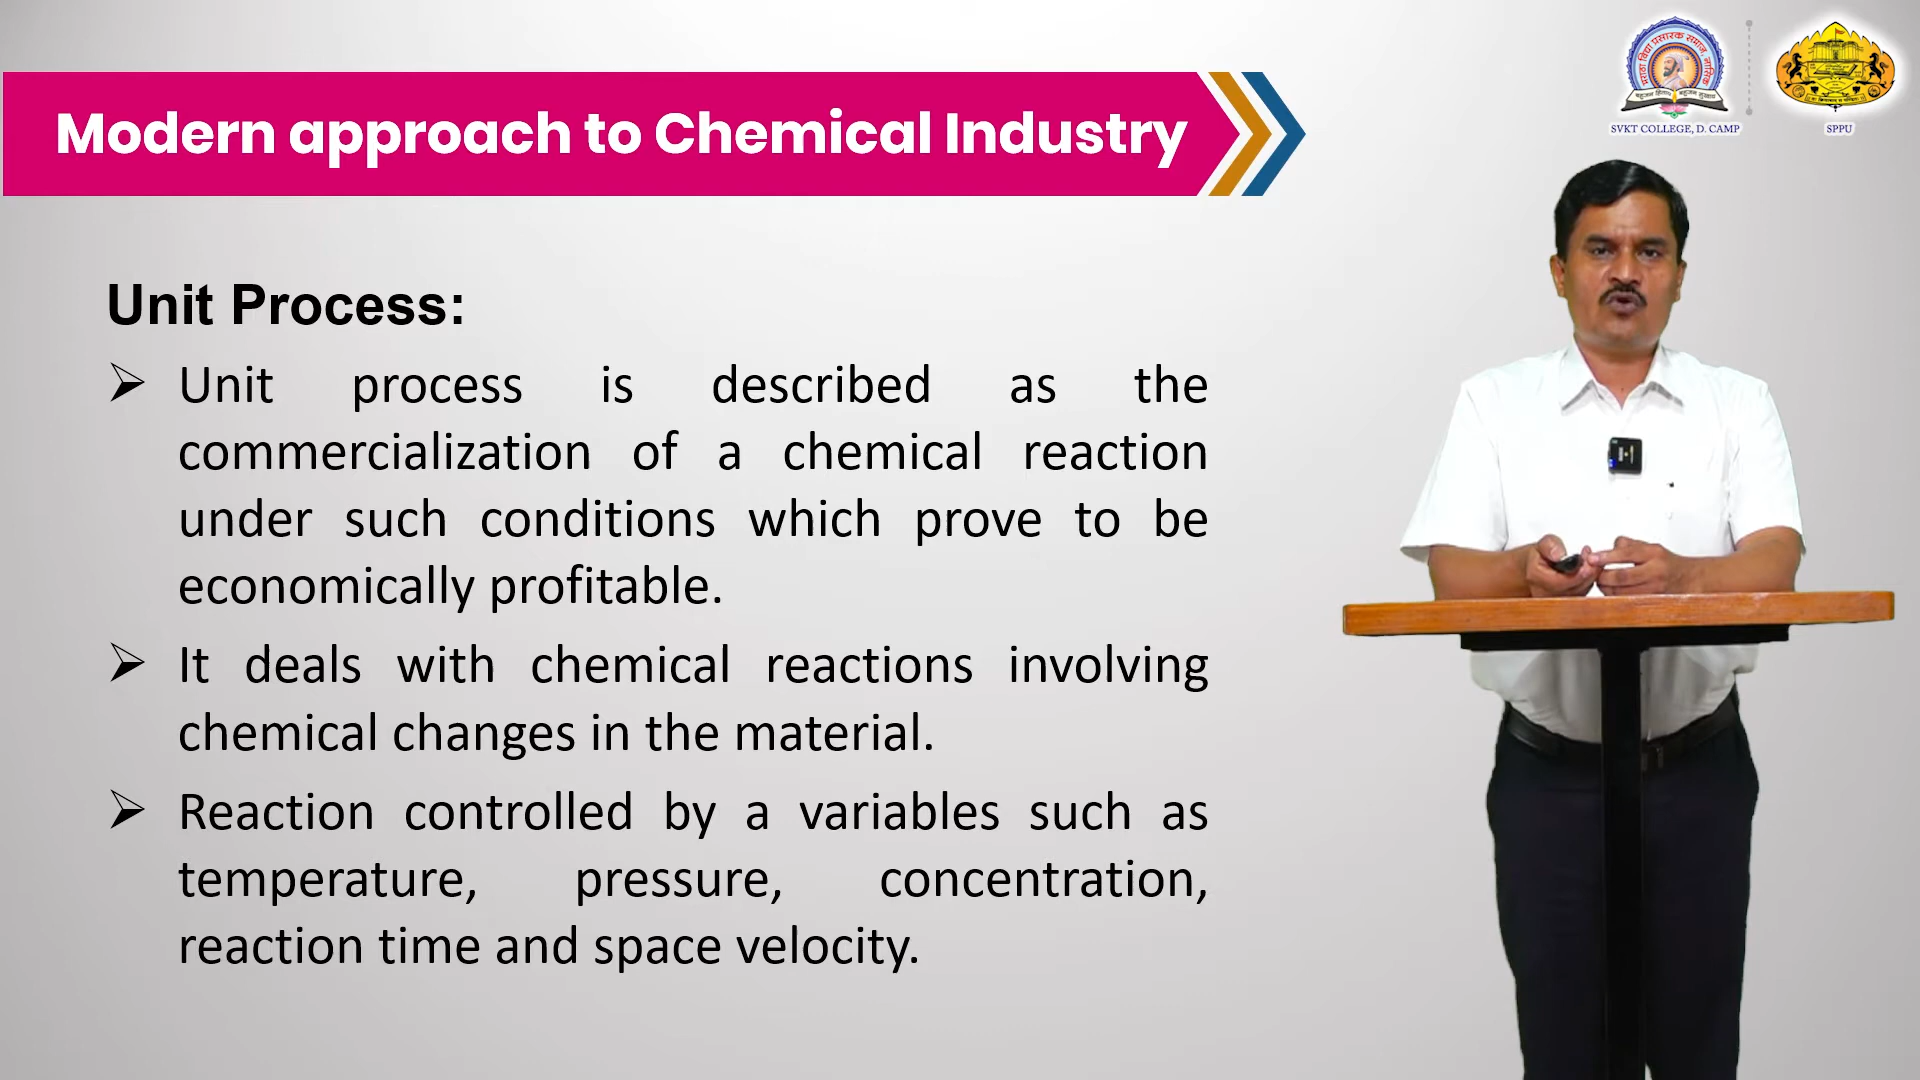 Modern approach to Chemical Industry
SVKT COLLEGE, D. CAMP
SPPU
Unit Process:
➢ Unit process is described as the
commercialization of a chemical reaction
under such conditions which prove to be
economically profitable.
➢ It deals with chemical reactions involving
chemical changes in the material.
➢ Reaction controlled by a variables such as
temperature, pressure, concentration,
reaction time and space velocity.